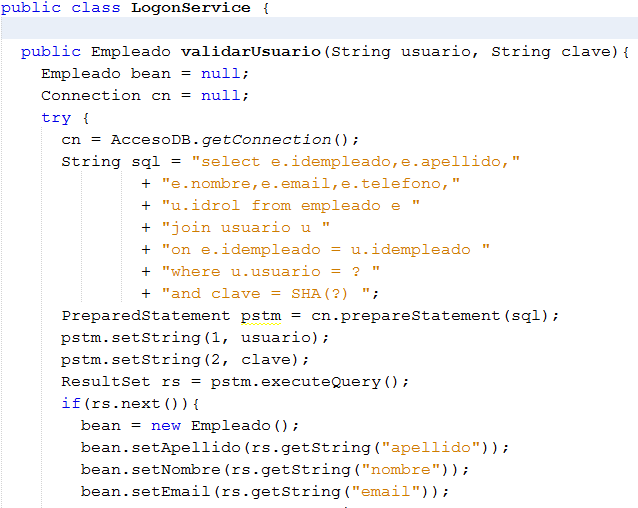 public class LogonService {
public Empleado validarUsuario(String usuario, String clave){
Empleado bean = null;
Connection cn = null;
try {
cn = AccesoDB.getConnection();
String sql = "select e.idempleado,e.apellido,"
+ "e.nombre,e.email,e.telefono,"
+ "u.idrol from empleado e "
+ "join usuario u "
+ "on e.idempleado = u.idempleado "
+ "where u.usuario = ? "
+ "and clave = SHA(?) ";
PreparedStatement pstm = cn.prepareStatement(sql);
pstm.setString(1, usuario);
pstm.setString(2, clave);
ResultSet rs = pstm.executeQuery();
if(rs.next()){
bean = new Empleado();
bean.setApellido(rs.getString("apellido"));
bean.setNombre(rs.getString("nombre"));
bean.setEmail(rs.getString("email"));